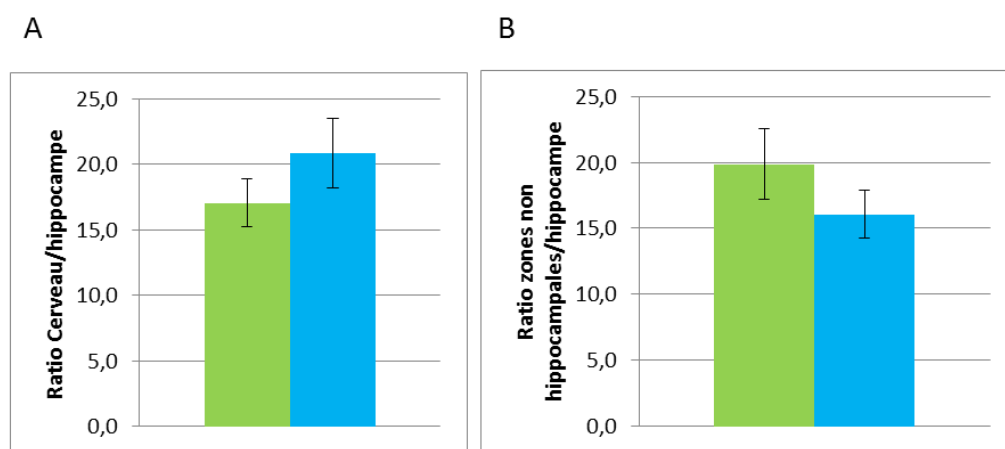 A
25,0
20,0
15,0
10,0
5,0
0,0
Ratio Cerveau/hippocampe
B
25,0
20,0
15,0
10,0
5,0
0,0
Ratio zones non
hippocampales/hippocampe